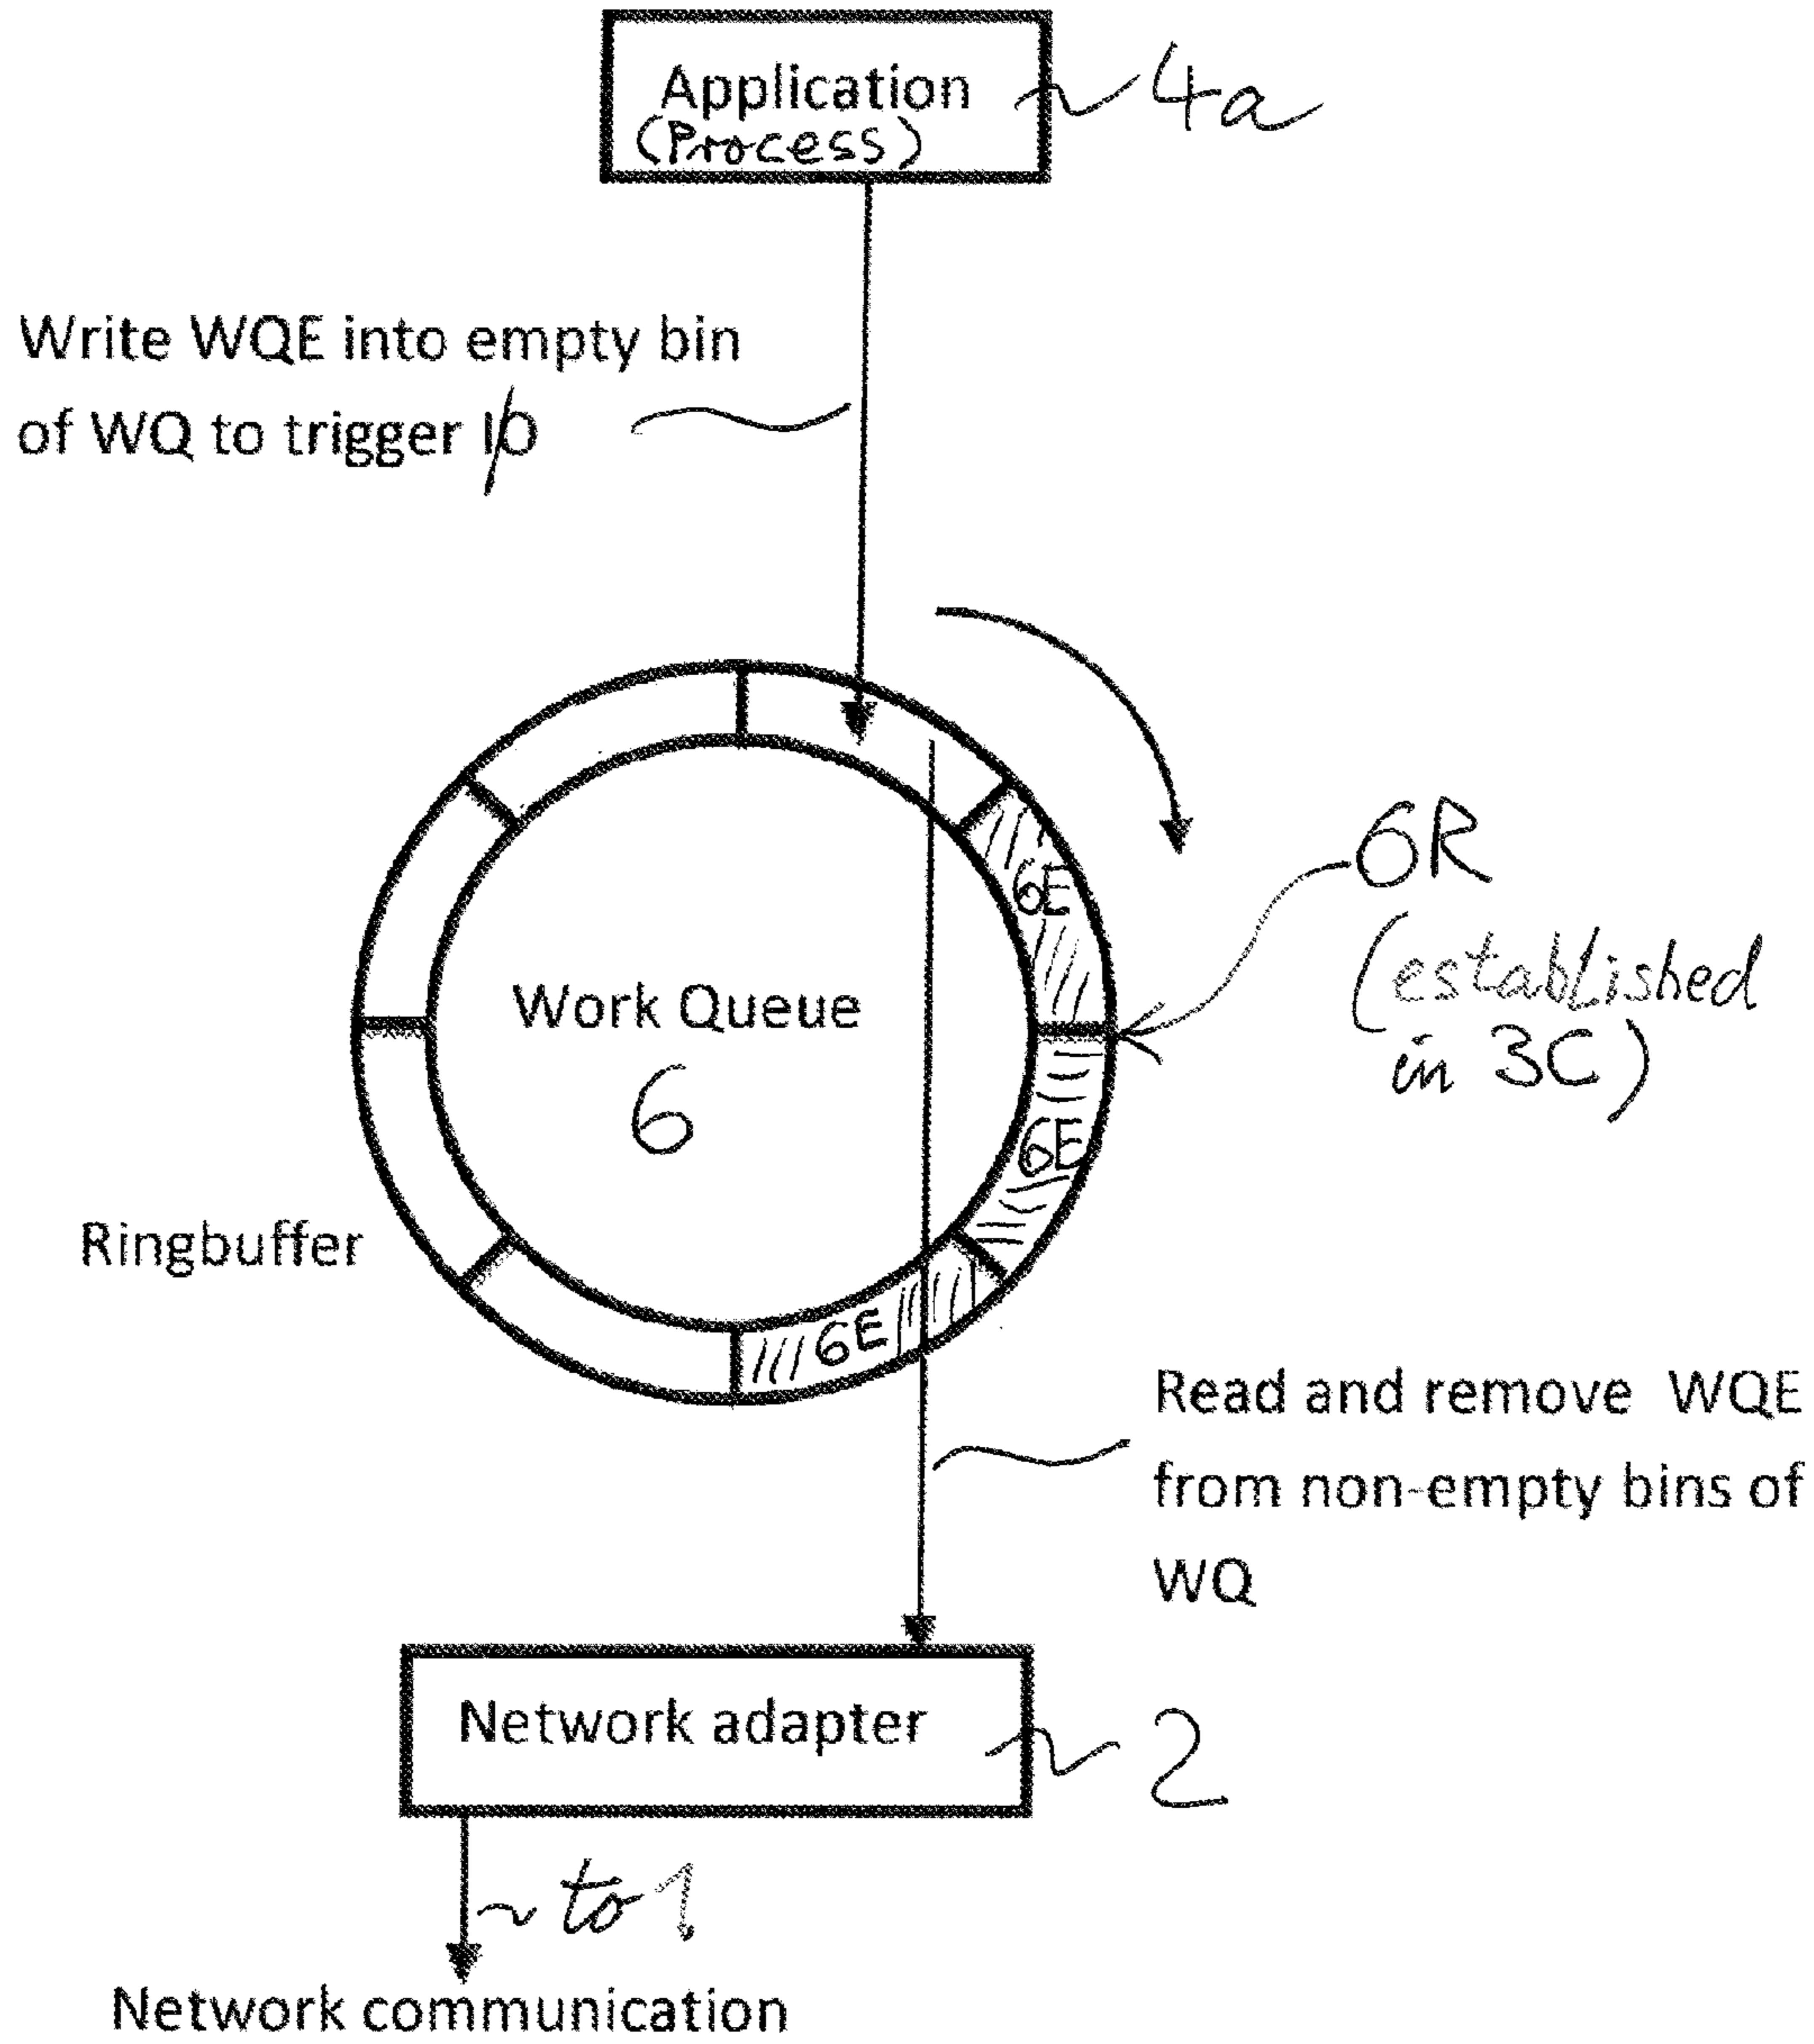 Application
(Process)
4a
Write WQE into empty bin
of WQ to trigger I/O
6E
6R
(established
in 3C)
Work Queue
6
6E
Ringbuffer
6E
Read and remove WQE
from non-empty bins of
WQ
Network adapter
2
to 1
Network communication